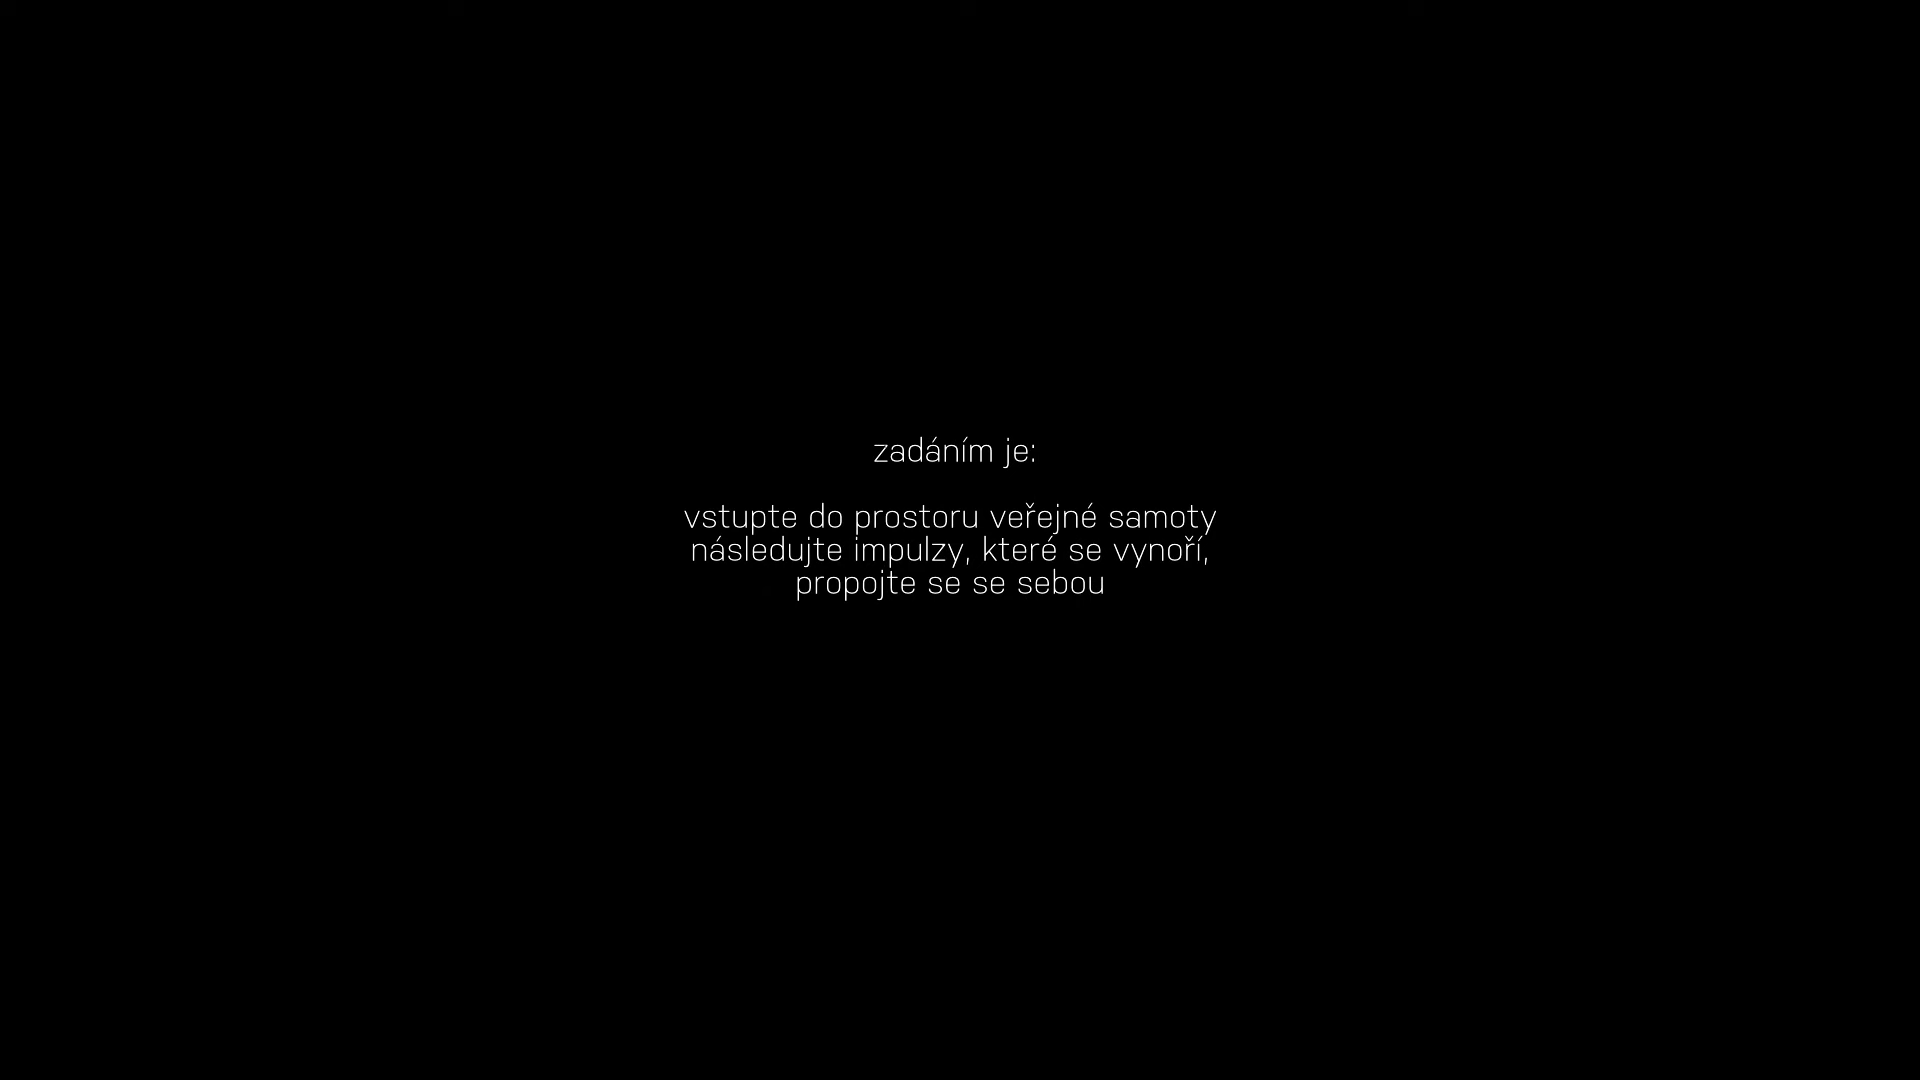 zadáním je:
vstupte do prostoru veřejné samoty
následujte impulzy, které se vynoří,
propojte se se sebou